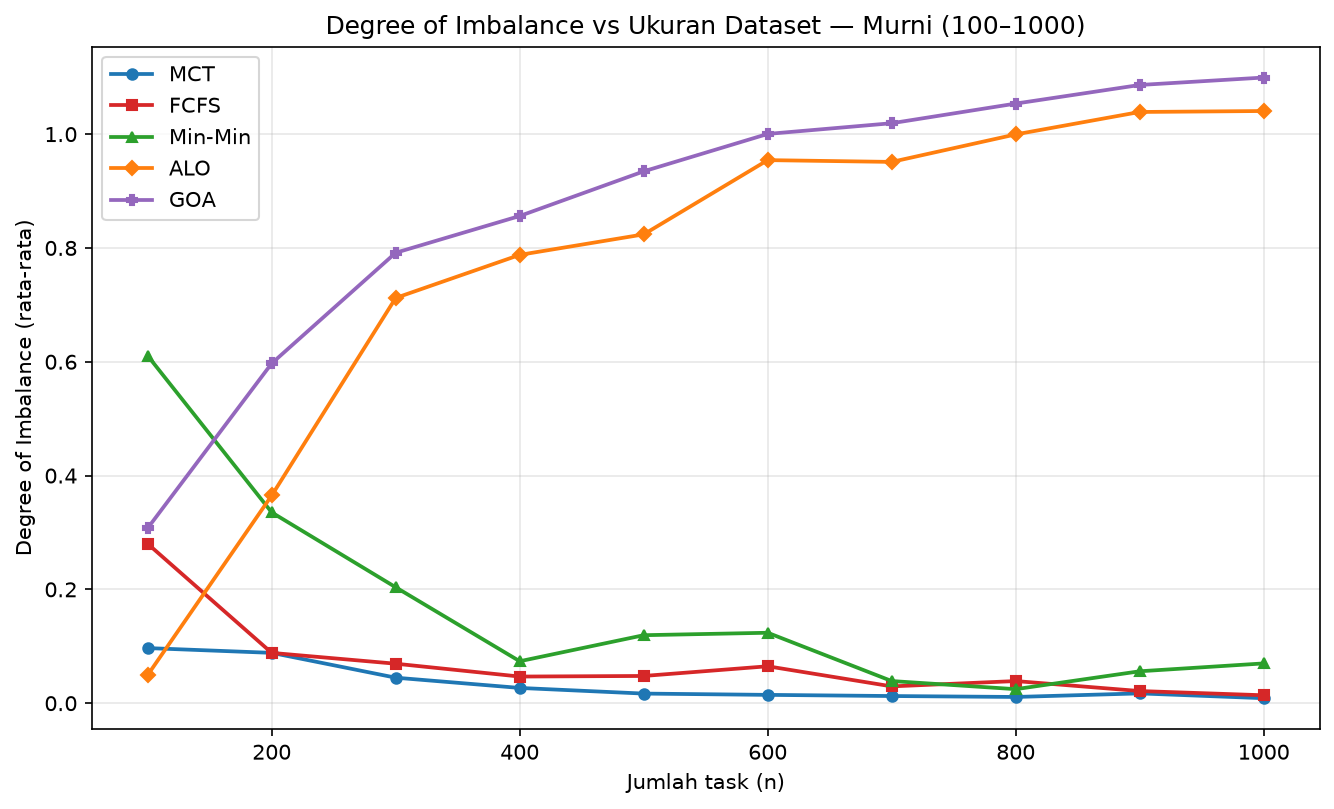 Degree of Imbalance vs Ukuran Dataset — Murni (100–1000)
MCT
FCFS
Min-Min
ALO
GOA
Degree of Imbalance (rata-rata)
1.0
0.8
0.6
0.4
0.2
0.0
200
400
600
800
1000
Jumlah task (n)